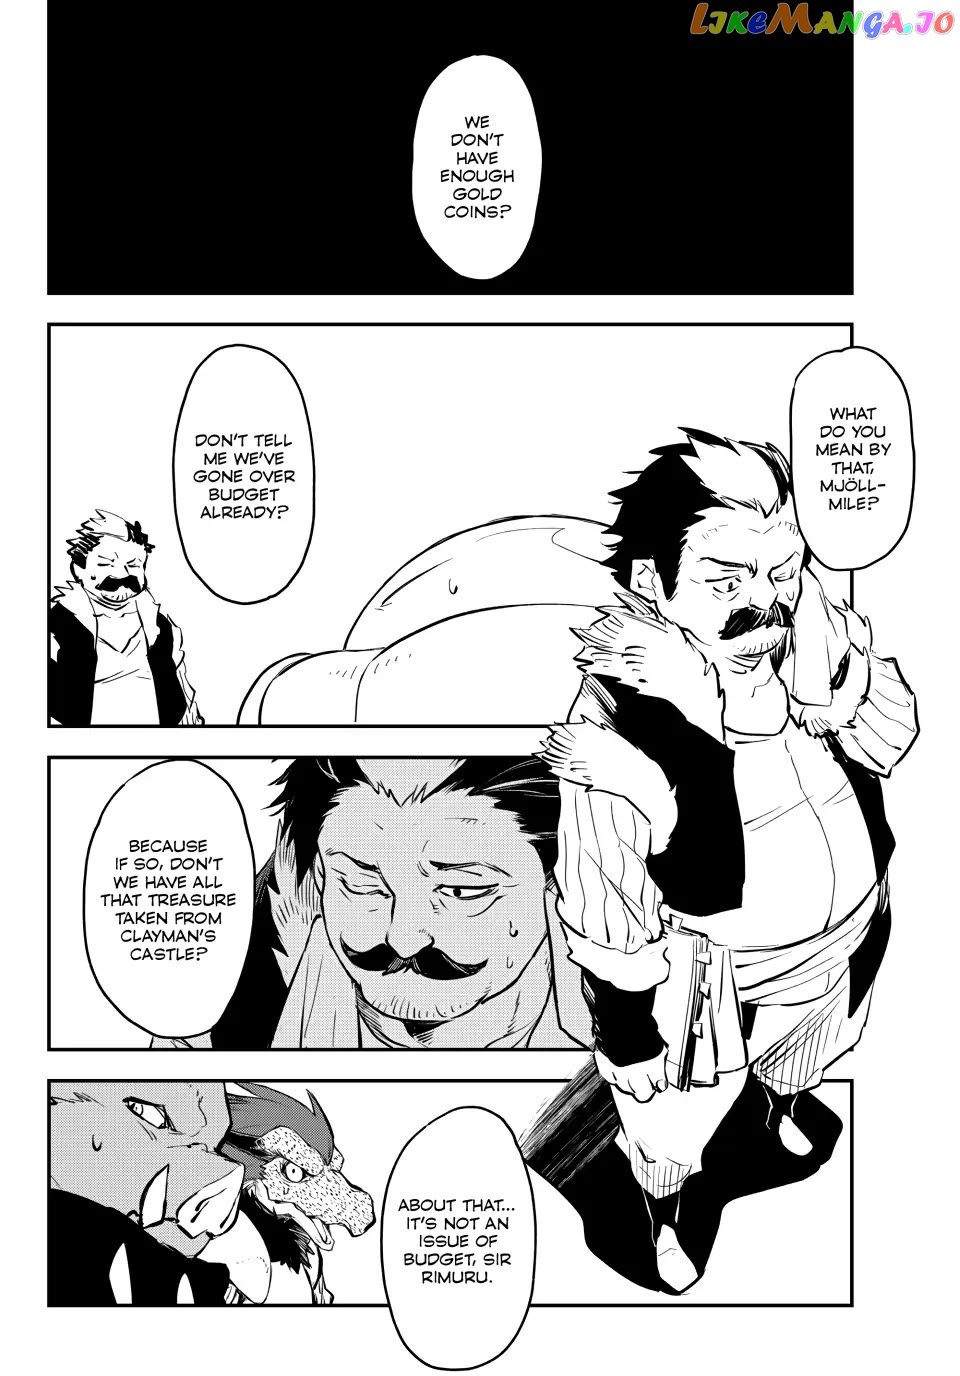 LIKEMANGA.IO
WE
DON'T
HAVE
ENOUGH
GOLD
COINS?
WHAT
DO YOU
MEAN BY
THAT,
MJÖLL-
MILE?
DON'T TELL
ME WE'VE
GONE OVER
BUDGET
ALREADY?
BECAUSE
IF SO, DON'T
WE HAVE ALL
THAT TREASURE
TAKEN FROM
CLAYMAN'S
CASTLE?
ABOUT THAT...
IT'S NOT AN
ISSUE OF
BUDGET, SIR
RIMURU.